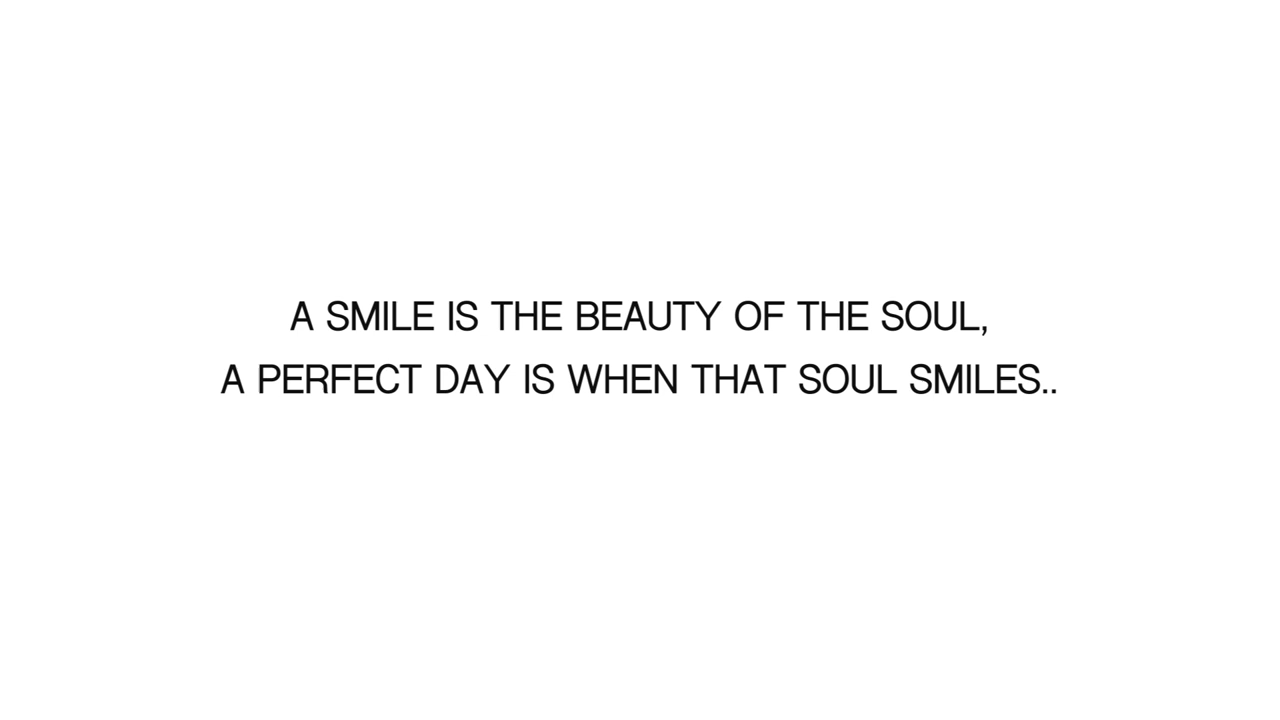 A SMILE IS THE BEAUTY OF THE SOUL,
A PERFECT DAY IS WHEN THAT SOUL SMILES..